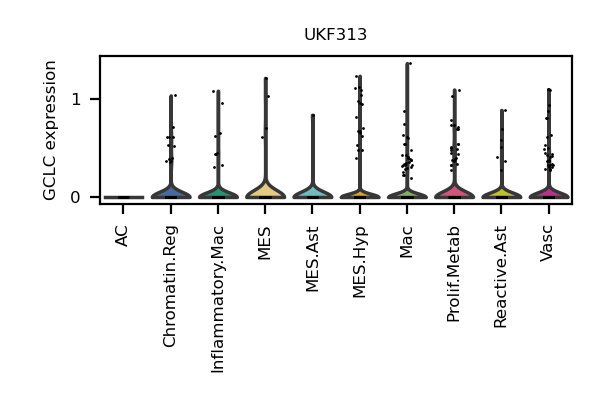 UKF313
GCLC expression
1
0
AC
Chromatin.Reg
Inflammatory.Mac
MES
MES.Ast
MES.Hyp
Mac
Prolif.Metab
Reactive.Ast
Vasc